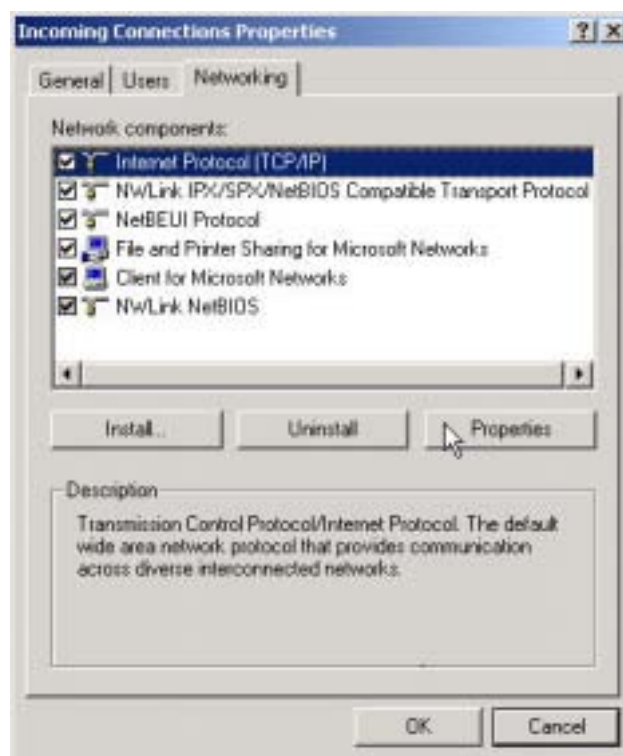 Incoming Connections Properties
General Users Networking
Network components:
Internet Protocol (TCP/IP)
NWLink IPX/SPX/NetBIOS Compatible Transport Protocol
NetBEUI Protocol
File and Printer Sharing for Microsoft Networks
Client for Microsoft Networks
NWLink NetBIOS
Install... Uninstall Properties
Description
Transmission Control Protocol/Internet Protocol. The default
wide area network protocol that provides communication
across diverse interconnected networks.
OK Cancel